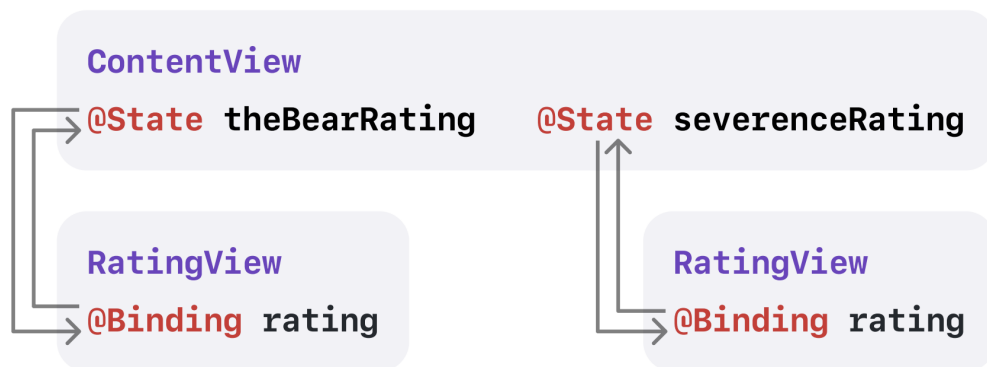 ContentView
@State theBearRating
@State severenceRating
RatingView
@Binding rating
RatingView
@Binding rating